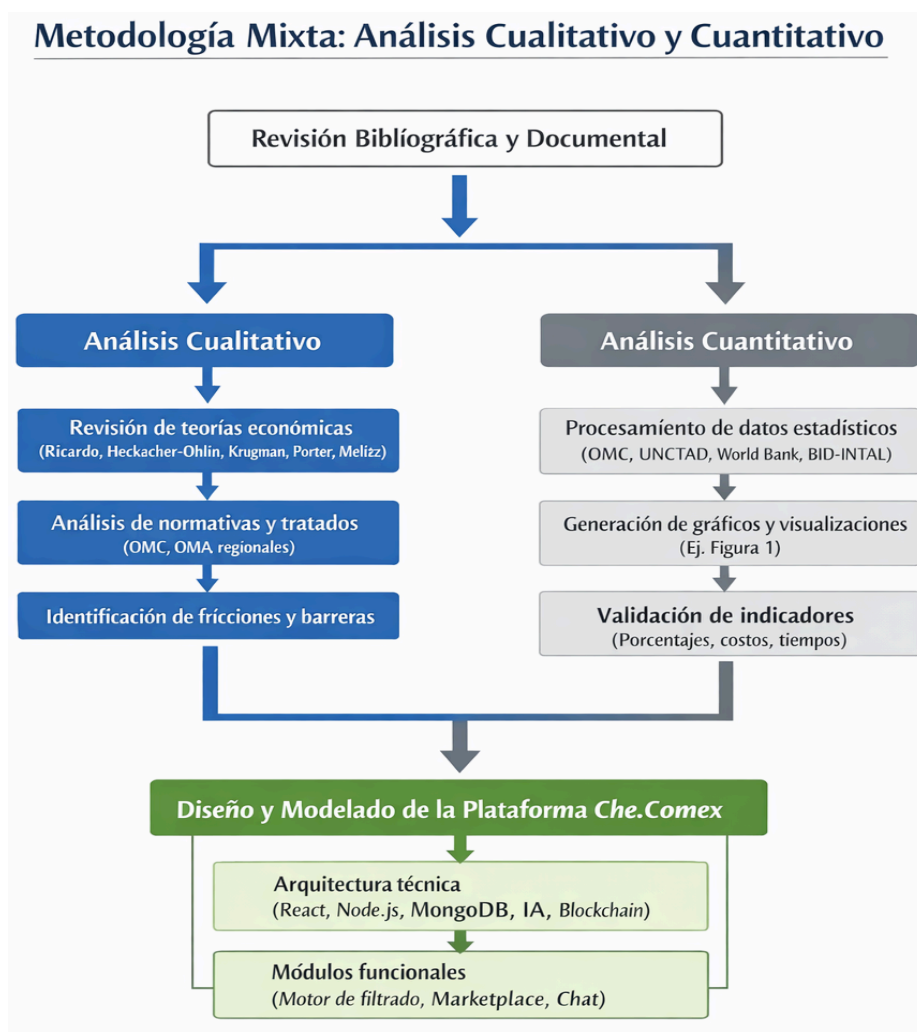 Metodología Mixta: Análisis Cualitativo y Cuantitativo
Revisión Biblíográfica y Documental
Análisis Cualitativo
Revisión de teorías económicas
(Ricardo, Heckacher-Ohlin, Krugman, Porter, Melitz)
Análisis de normativas y tratados
(OMC, OMA regionales)
Identificación de fricciones y barreras
Análisis Cuantitativo
Procesamíento de datos estadísticos
(OMC, UNCTAD, World Bank, BID-INTAL)
Generación de gráficos y visualizaciones
(Ej. Figura 1)
Validación de indicadores
(Porcentajes, costos, tiempos)
Diseño y Modelado de la Plataforma Che.Comex
Arquitectura técnica
(React, Node.js, MongoDB, IA, Blockchain)
Módulos funcionales
(Motor de filtrado, Marketplace, Chat)